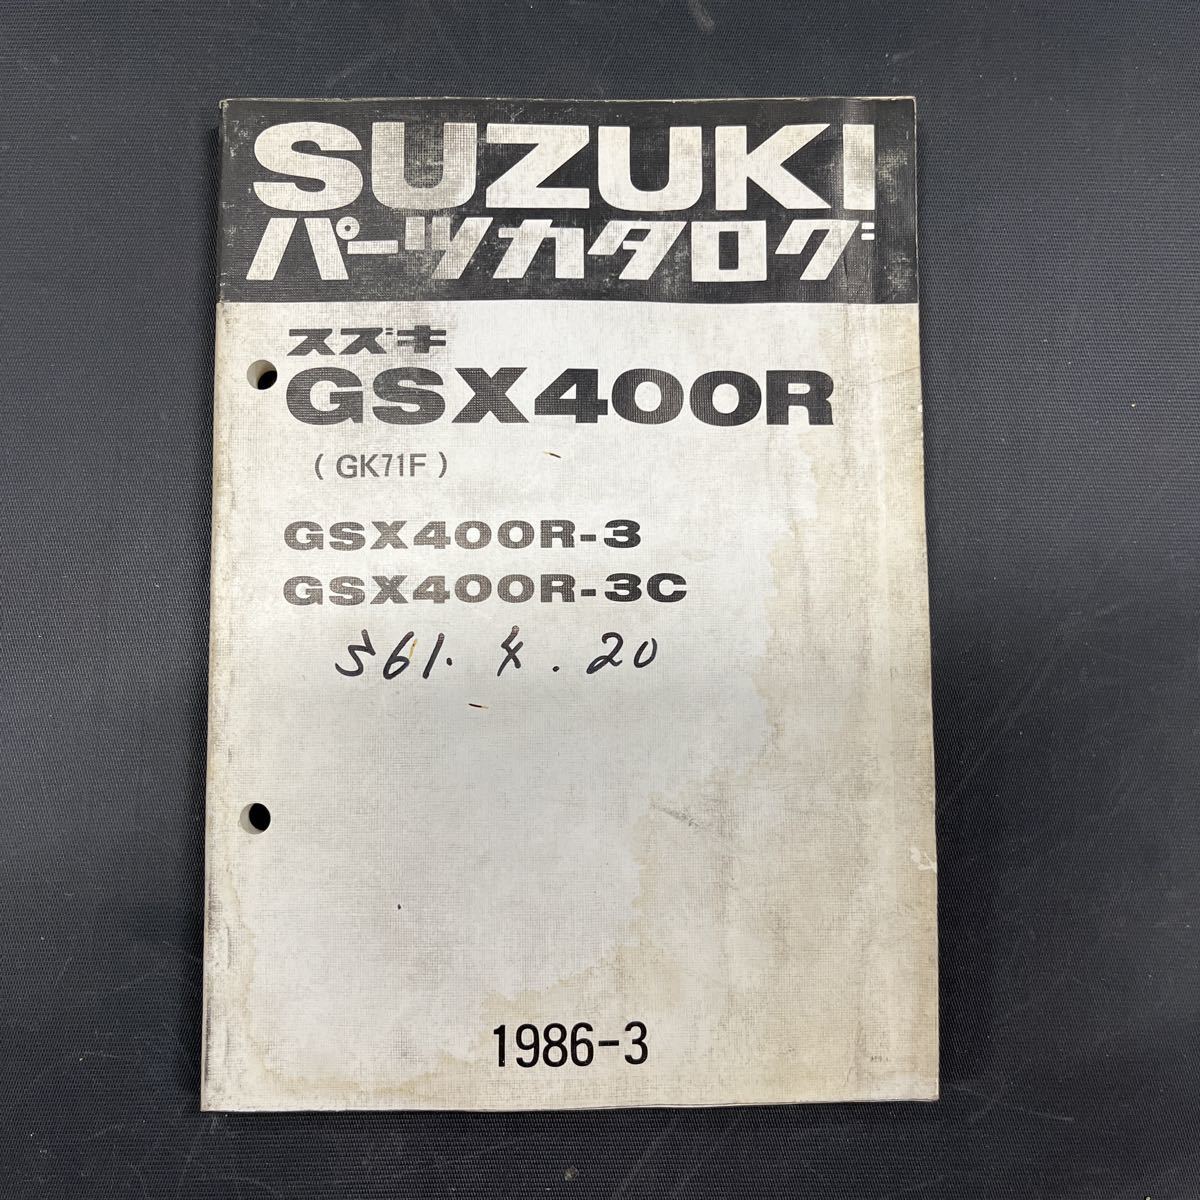 SUZUKI
パーツカタログ
スズキ
GSX400R
( GK71F )
GSX400R-3
GSX400R-3C
S61. 4. 20
1986-3